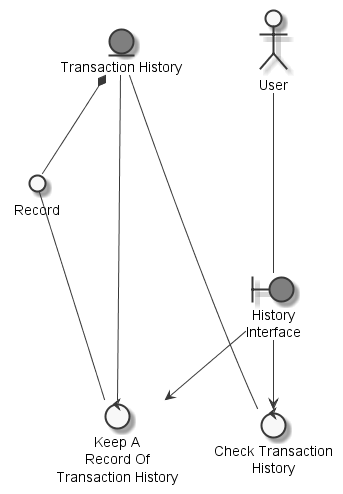 Transaction History
User
Record
History
Interface
Keep A
Record Of
Transaction History
Check Transaction
History